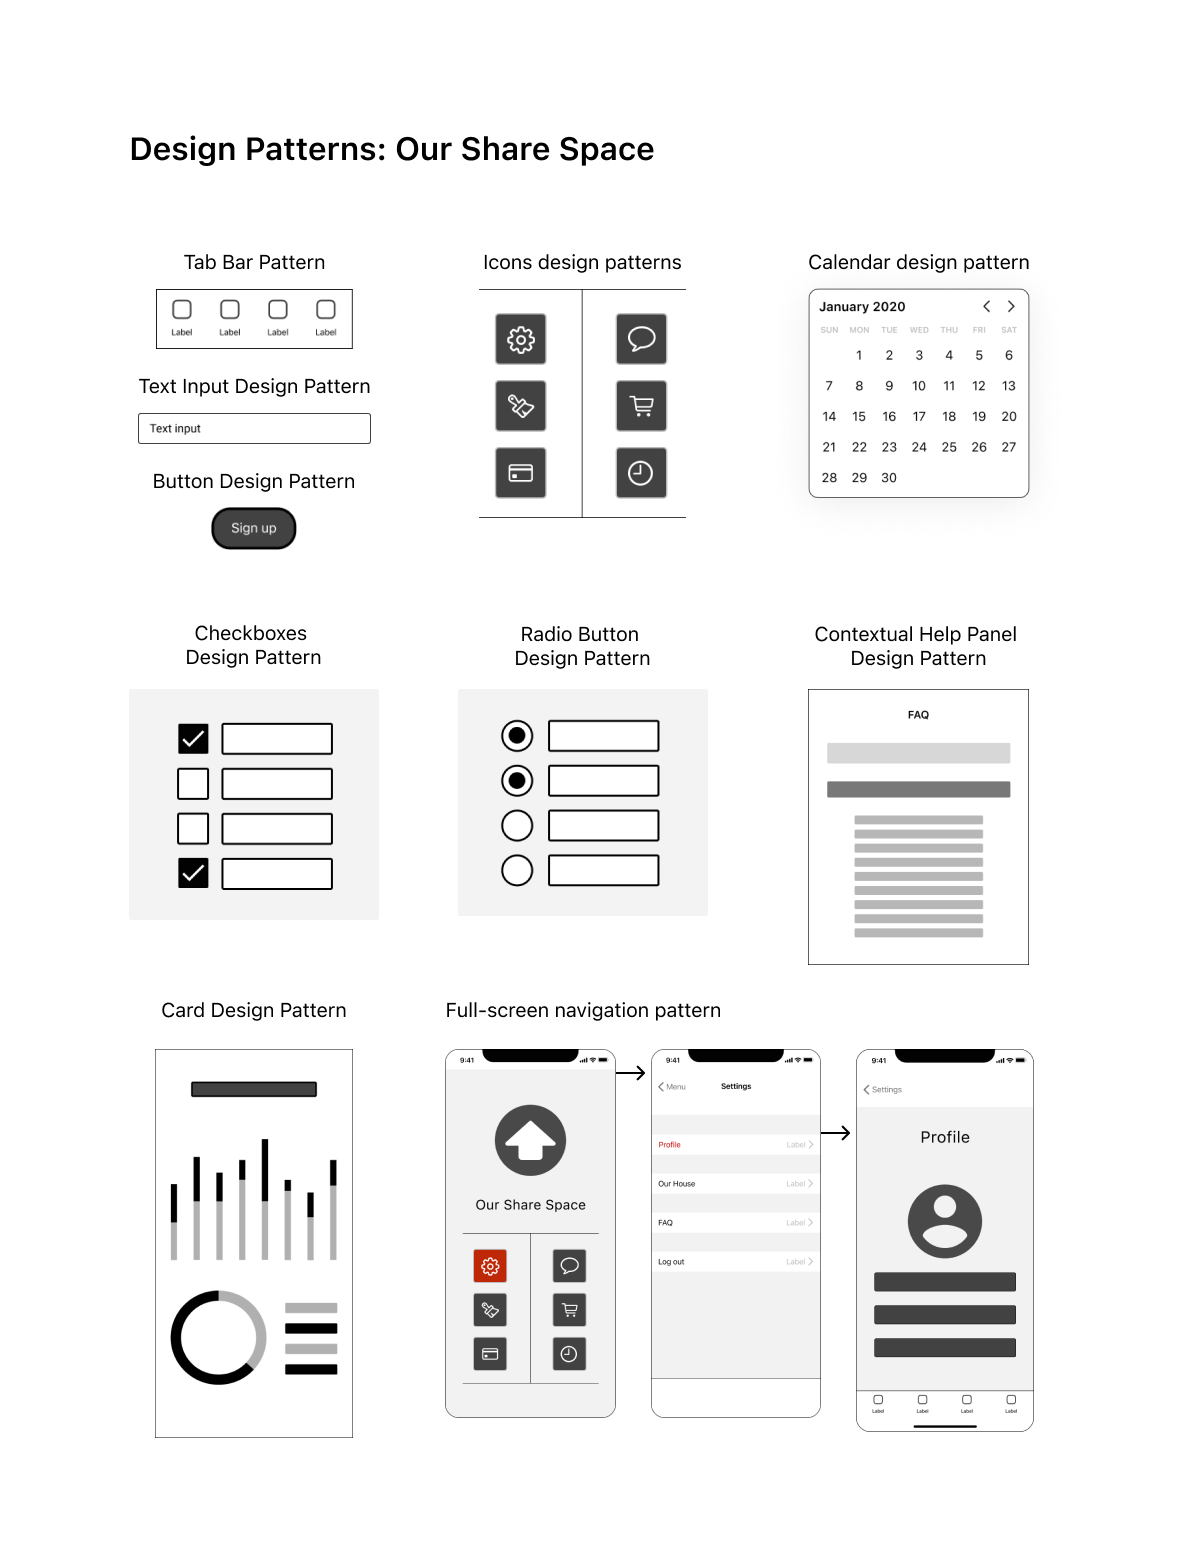 Design Patterns: Our Share Space
Tab Bar Pattern
Label Label Label Label
Text Input Design Pattern
Text input
Button Design Pattern
Sign up
Icons design patterns
Calendar design pattern
January 2020
SUN MON TUE WED THU FRI SAT
1 2 3 4 5 6
7 8 9 10 11 12 13
14 15 16 17 18 19 20
21 22 23 24 25 26 27
28 29 30
Checkboxes
Design Pattern
Radio Button
Design Pattern
Contextual Help Panel
Design Pattern
FAQ
Card Design Pattern
Full-screen navigation pattern
9:41
Our Share Space
9:41
Menu Settings
Profile Label
Our House Label
FAQ Label
Log out Label
9:41
Settings
Profile
Label Label Label Label